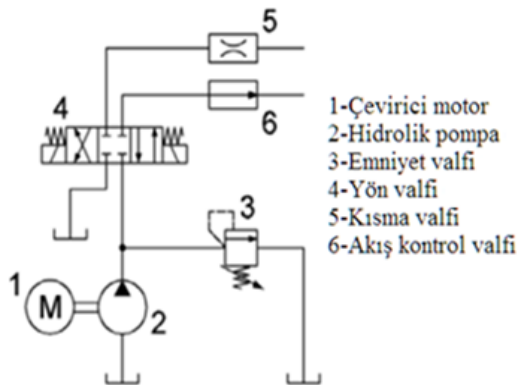 5
4
6
1-Çevirici motor
2-Hidrolik pompa
3-Emniyet valfi
4-Yön valfi
5-Kısma valfi
6-Akış kontrol valfi
3
1
M
2